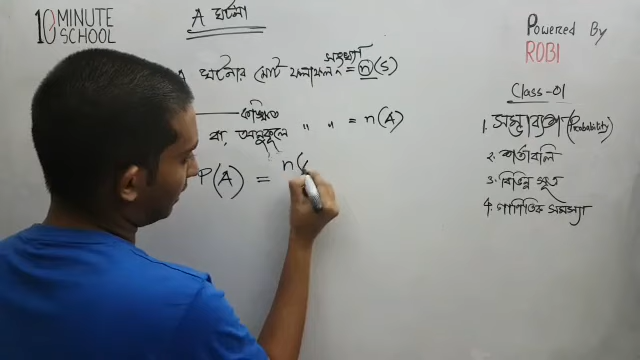 10 MINUTE SCHOOL
A ঘটনা
A ঘটনার মোট ফলাফল সংখ্যা = n(S)
কাঙ্ক্ষিত
বা, অনুকূলে " " = n(A)
P(A) = n(
Powered By
ROBI
Class-01
1. সম্ভাব্যতা (Probability)
২. শর্তাবলি
৩. বিভিন্ন সূত্র
৪. গাণিতিক সমস্যা